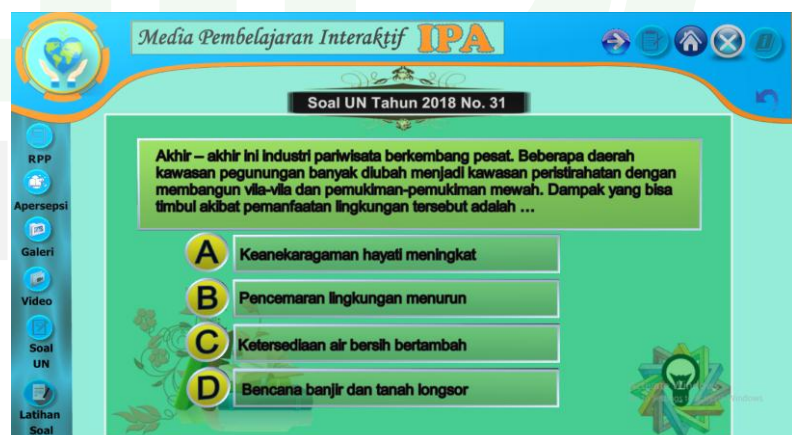 Media Pembelajaran Interaktif IPA
Soal UN Tahun 2018 No. 31
RPP
Apersepsi
Galeri
Video
Soal
UN
Latihan
Soal
Akhir – akhir ini industri pariwisata berkembang pesat. Beberapa daerah
kawasan pegunungan banyak diubah menjadi kawasan peristirahatan dengan
membangun vila-vila dan pemukiman-pemukiman mewah. Dampak yang bisa
timbul akibat pemanfaatan lingkungan tersebut adalah …
A Keanekaragaman hayati meningkat
B Pencemaran lingkungan menurun
C Ketersediaan air bersih bertambah
D Bencana banjir dan tanah longsor